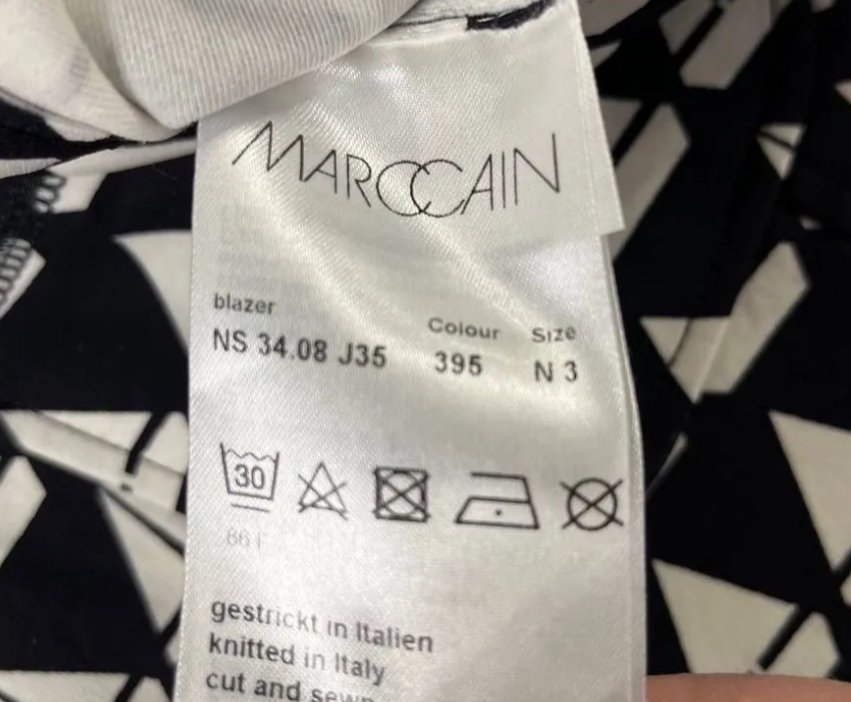 MARCCAIN
blazer
Colour Size
NS 34.08 J35 395 N 3
30
86 F
gestrickt in Italien
knitted in Italy
cut and sewn